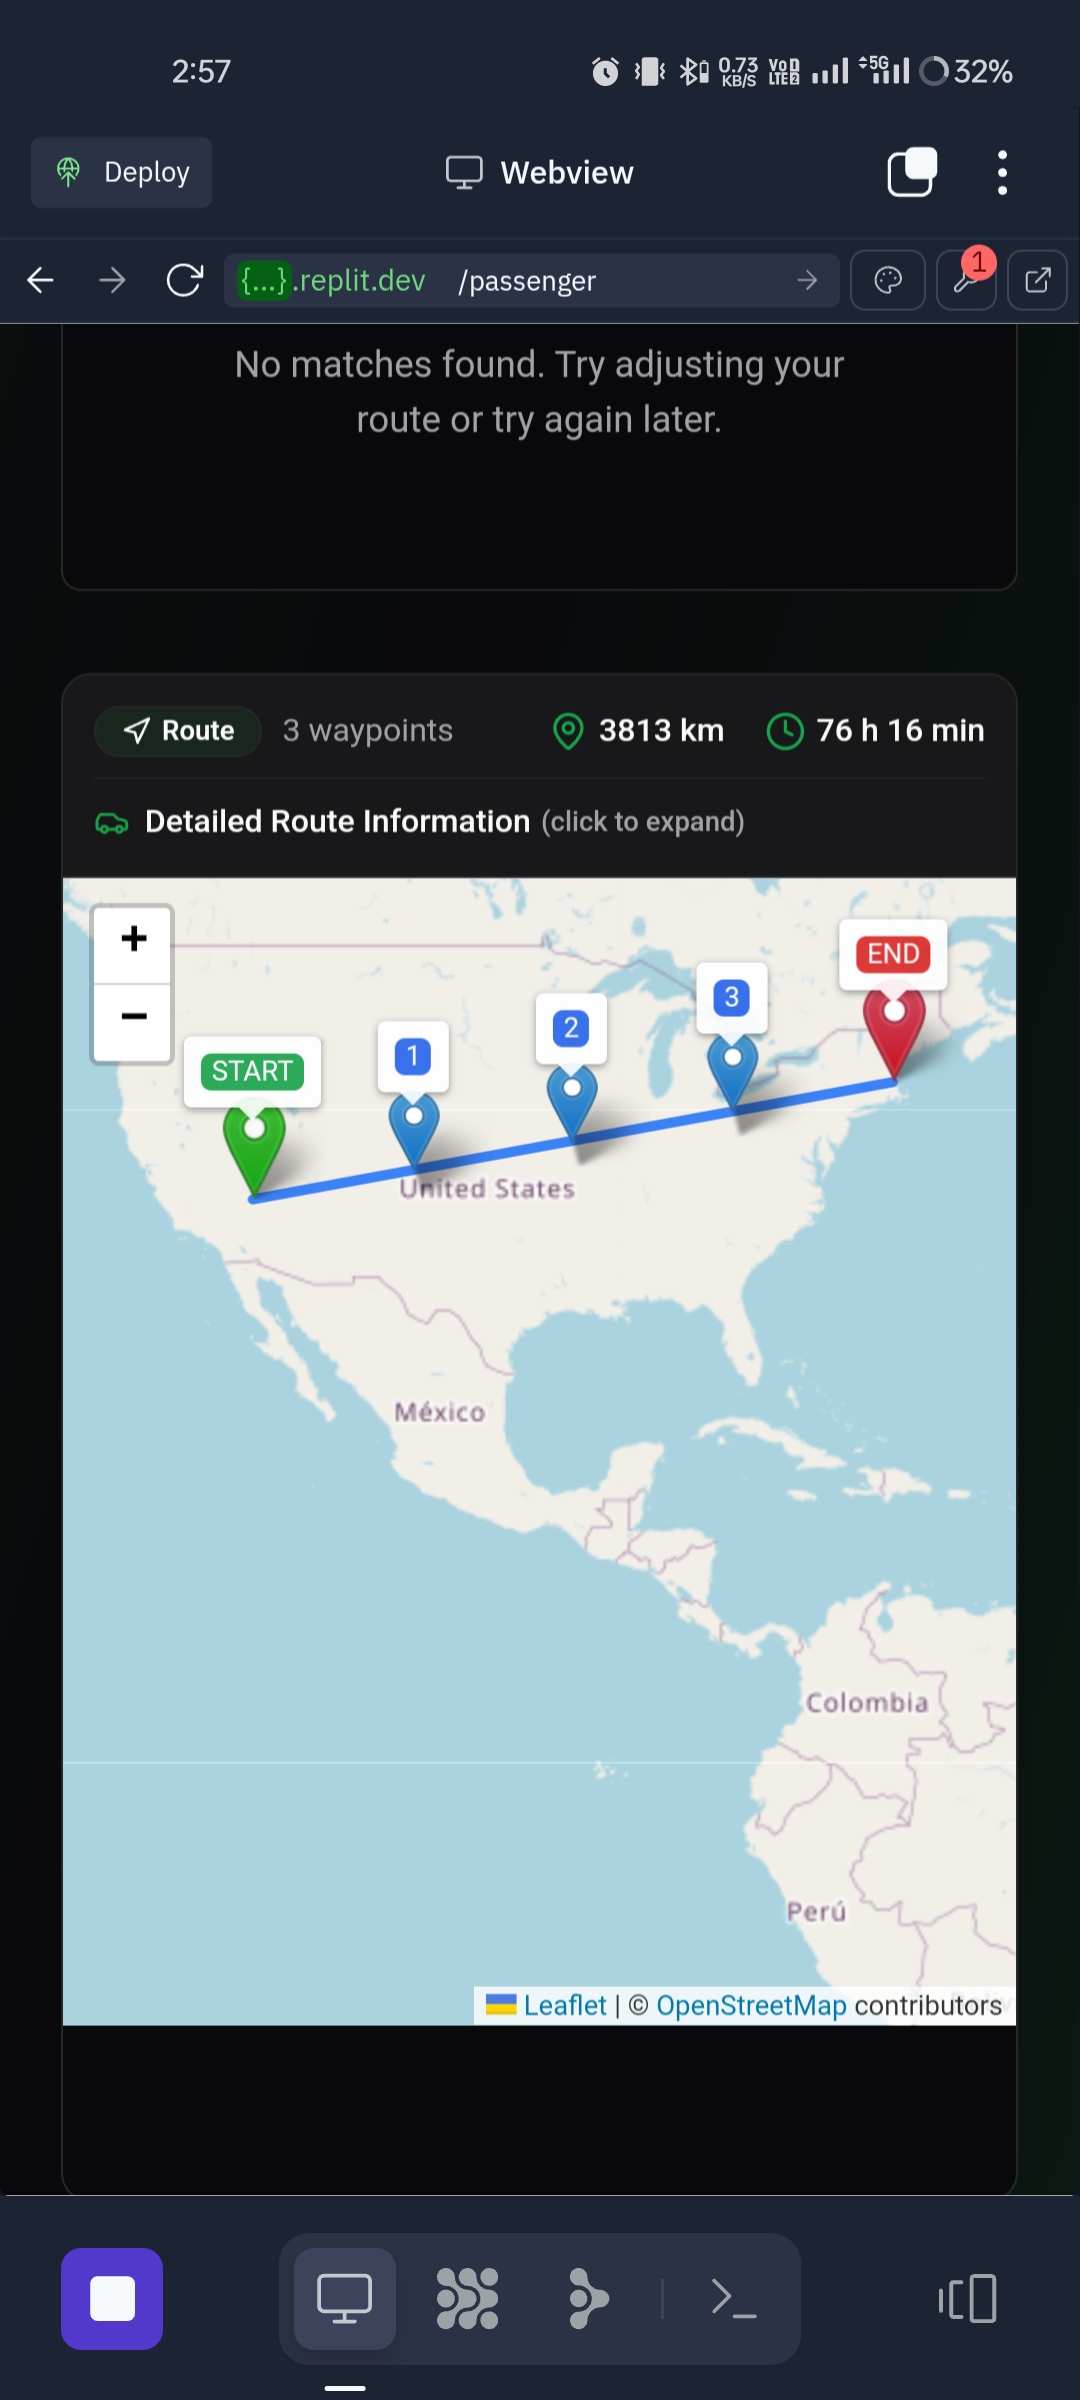 2:57
0.73 KB/S
VoD LTE2
5G
32%
Deploy
Webview
{...}.replit.dev /passenger
1
No matches found. Try adjusting your
route or try again later.
Route 3 waypoints 3813 km 76 h 16 min
Detailed Route Information (click to expand)
+
−
END
3
2
1
START
United States
México
Colombia
Perú
Leaflet | © OpenStreetMap contributors